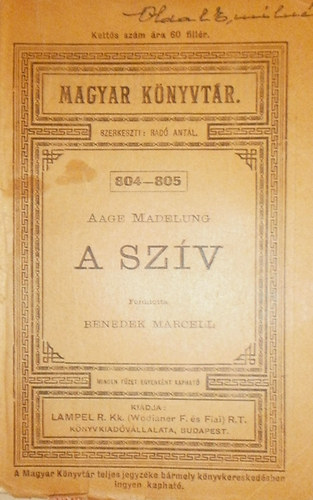 Kettős szám ára 60 fillér.
MAGYAR KÖNYVTÁR.
SZERKESZTI: RADÓ ANTAL.
804—805
AAGE MADELUNG
A SZÍV
FORDÍTOTTA
BENEDEK MARCELL
MINDEN FÜZET EGYENKÉNT KAPHATÓ
KIADJA:
LAMPEL R. Kk. (Wodianer F. és Fiai) R.T.
KÖNYVKIADÓVÁLLALATA, BUDAPEST.
A Magyar Könyvtár teljes jegyzéke bármely könyvkereskedésben
ingyen kapható.